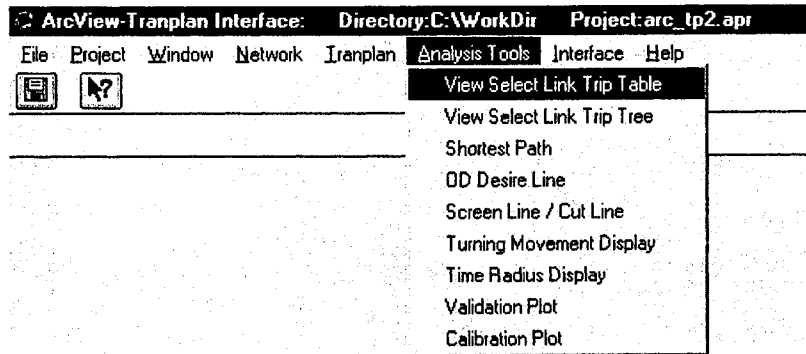 ArcView-Tranplan Interface: Directory:C:\WorkDir Project:arc_tp2.apr
File Project Window Network Tranplan Analysis Tools Interface Help
View Select Link Trip Table
View Select Link Trip Tree
Shortest Path
OD Desire Line
Screen Line / Cut Line
Turning Movement Display
Time Radius Display
Validation Plot
Calibration Plot